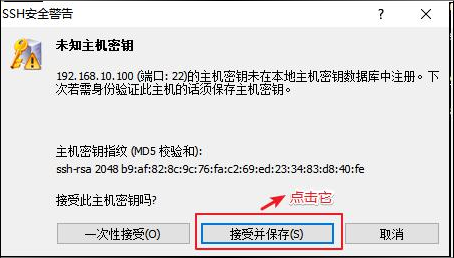 SSH安全警告
未知主机密钥
192.168.10.100 (端口: 22)的主机密钥未在本地主机密钥数据库中注册。下
次若需身份验证此主机的话须保存主机密钥。
主机密钥指纹 (MD5 校验和):
ssh-rsa 2048 b9:af:82:8c:9c:76:fa:c2:69:ed:23:34:83:d8:40:fe
接受此主机密钥吗?
点击它
一次性接受(O)
接受并保存(S)
取消